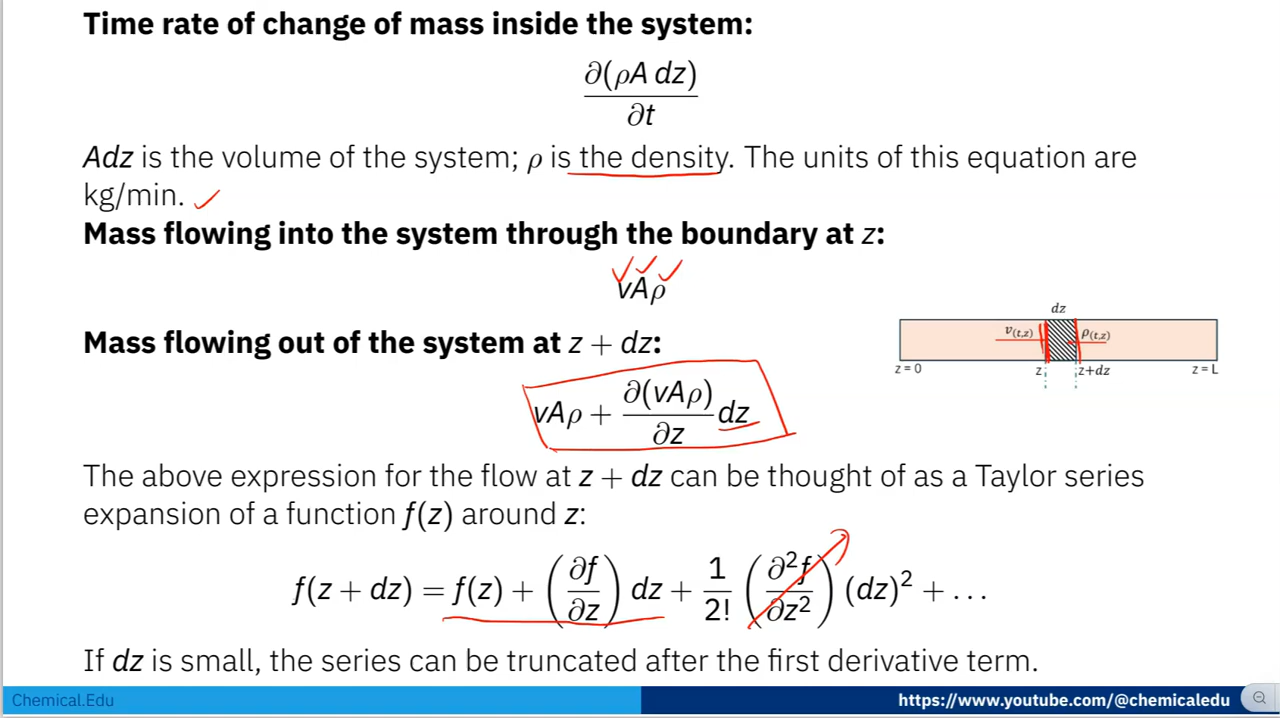 Time rate of change of mass inside the system:
∂(ρA dz)
∂t
Adz is the volume of the system; ρ is the density. The units of this equation are
kg/min.
Mass flowing into the system through the boundary at z:
vAρ
dz
v(t,z)
ρ(t,z)
z = 0
z
z+dz
z = L
Mass flowing out of the system at z + dz:
vAρ + ∂(vAρ)/∂z dz
The above expression for the flow at z + dz can be thought of as a Taylor series
expansion of a function f(z) around z:
f(z + dz) = f(z) + (∂f/∂z) dz + 1/2! (∂²f/∂z²) (dz)² + ...
If dz is small, the series can be truncated after the first derivative term.
Chemical.Edu
https://www.youtube.com/@chemicaledu